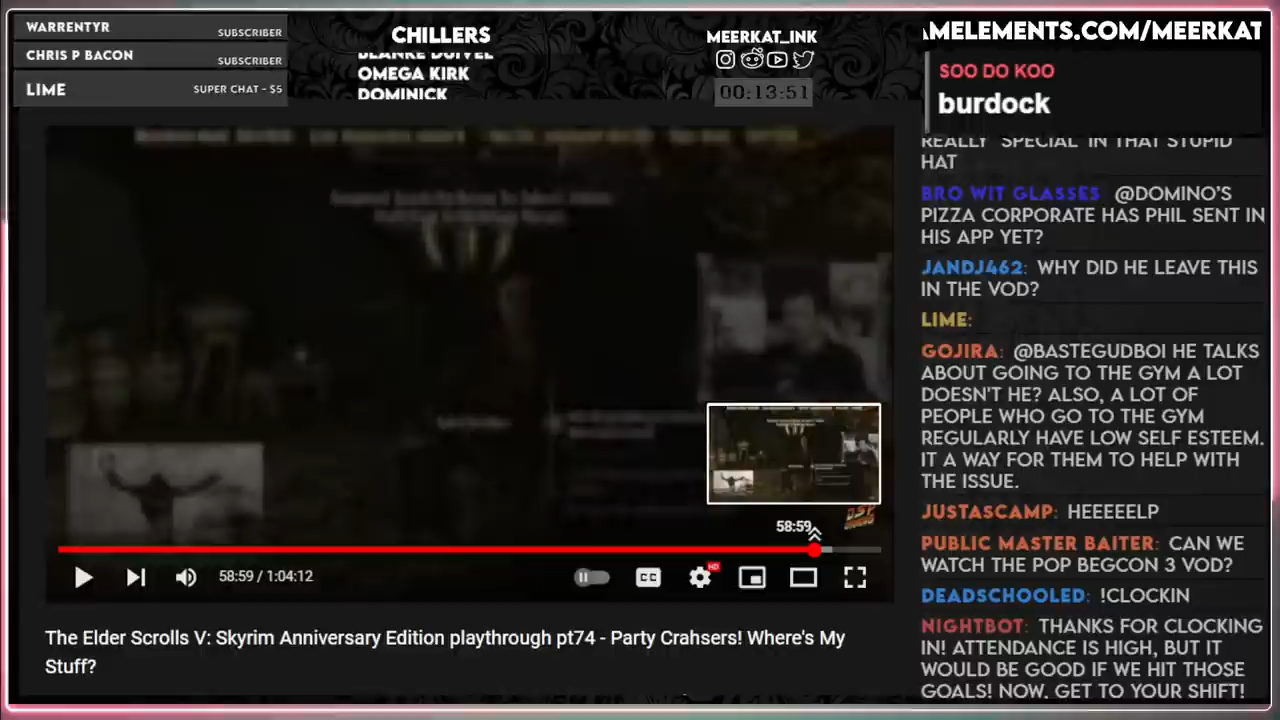 WARRENTYR
SUBSCRIBER
CHRIS P BACON
SUBSCRIBER
LIME
SUPER CHAT - $5
CHILLERS
BLANKE DUIVEL
OMEGA KIRK
DOMINICK
MEERKAT_INK
00:13:51
AMELEMENTS.COM/MEERKAT
SOO DO KOO
burdock
REALLY "SPECIAL" IN THAT STUPID
HAT
BRO WIT GLASSES @DOMINO'S
PIZZA CORPORATE HAS PHIL SENT IN
HIS APP YET?
JANDJ462: WHY DID HE LEAVE THIS
IN THE VOD?
LIME:
GOJIRA: @BASTEGUDBOI HE TALKS
ABOUT GOING TO THE GYM A LOT
DOESN'T HE? ALSO, A LOT OF
PEOPLE WHO GO TO THE GYM
REGULARLY HAVE LOW SELF ESTEEM.
IT A WAY FOR THEM TO HELP WITH
THE ISSUE.
JUSTASCAMP: HEEEEELP
PUBLIC MASTER BAITER: CAN WE
WATCH THE POP BEGCON 3 VOD?
DEADSCHOOLED: !CLOCKIN
NIGHTBOT: THANKS FOR CLOCKING
IN! ATTENDANCE IS HIGH, BUT IT
WOULD BE GOOD IF WE HIT THOSE
GOALS! NOW, GET TO YOUR SHIFT!
58:59
58:59 / 1:04:12
CC
HD
The Elder Scrolls V: Skyrim Anniversary Edition playthrough pt74 - Party Crahsers! Where's My
Stuff?